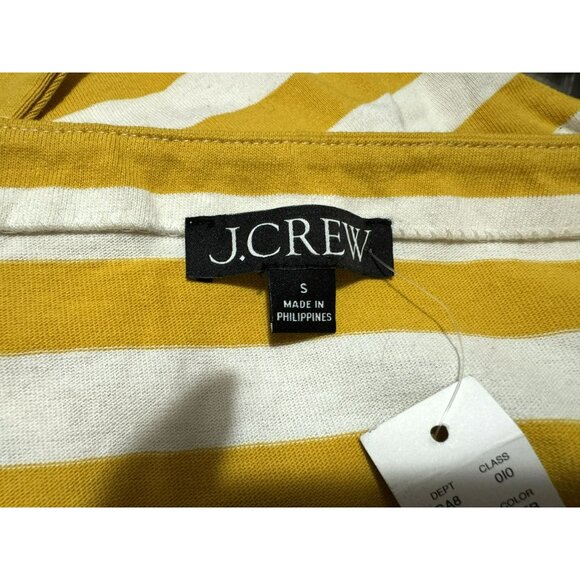 J.CREW
S
MADE IN
PHILIPPINES
DEPT
CLASS
010
COLOR